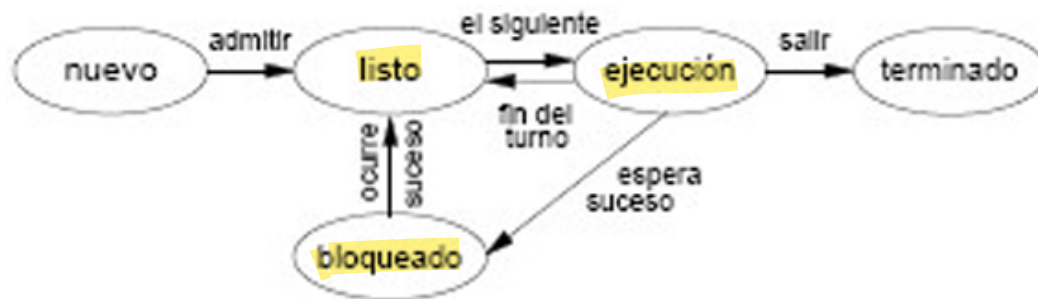 nuevo
admitir
listo
el siguiente
fin del
turno
ejecución
salir
terminado
ocurre
suceso
espera
suceso
bloqueado